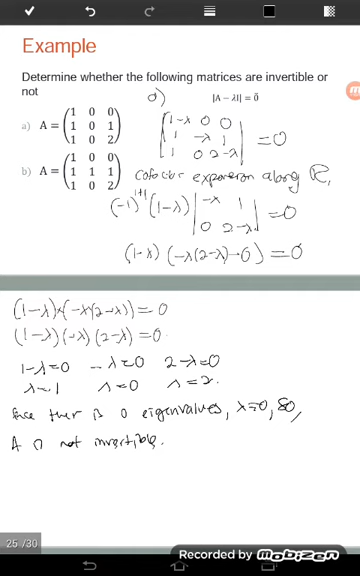 Example
Determine whether the following matrices are invertible or
not
a) A = (1 0 0
1 0 1
1 0 2)
b) A = (1 0 0
1 1 1
1 0 2)
a) |A − λI| = 0̄
|1-λ 0 0
1 -λ 1
1 0 2-λ| = 0
cofactor expansion along R₁
(-1)¹⁺¹ (1-λ) |-λ 1
0 2-λ| = 0
(1-λ) (-λ(2-λ)-0) = 0
(1-λ)×(-λ(2-λ)) = 0
(1-λ)(-λ)(2-λ) = 0.
1-λ=0 -λ=0 2-λ=0
λ=1 λ=0 λ=2.
Since there is 0 eigenvalues, λ=0, so,
A is not invertible.
25 /30
Recorded by Mobizen